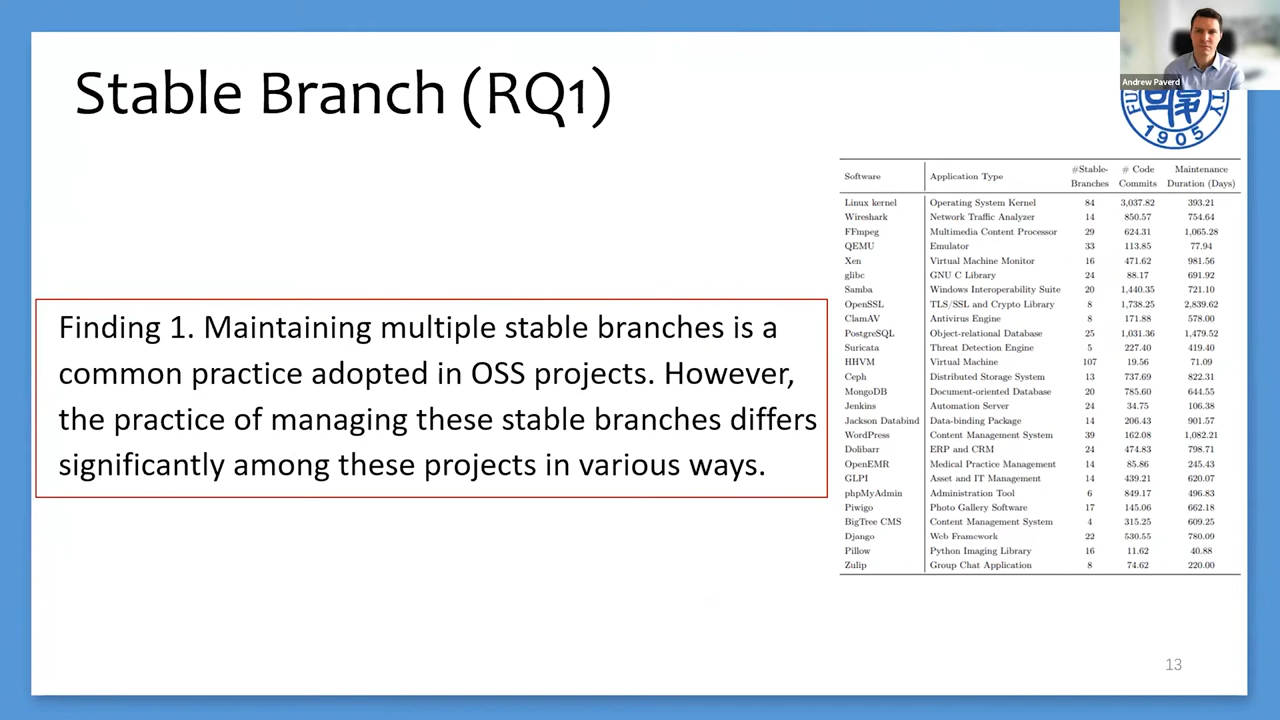 Stable Branch (RQ1)
Andrew Paverd
1905
Finding 1. Maintaining multiple stable branches is a
common practice adopted in OSS projects. However,
the practice of managing these stable branches differs
significantly among these projects in various ways.
Software Application Type #Stable-Branches # Code Commits Maintenance Duration (Days)
Linux kernel Operating System Kernel 84 3,037.82 393.21
Wireshark Network Traffic Analyzer 14 850.57 754.64
FFmpeg Multimedia Content Processor 29 624.31 1,065.28
QEMU Emulator 33 113.85 77.94
Xen Virtual Machine Monitor 16 471.62 981.56
glibc GNU C Library 24 88.17 691.92
Samba Windows Interoperability Suite 20 1,440.35 721.10
OpenSSL TLS/SSL and Crypto Library 8 1,738.25 2,839.62
ClamAV Antivirus Engine 8 171.88 578.00
PostgreSQL Object-relational Database 25 1,031.36 1,479.52
Suricata Threat Detection Engine 5 227.40 419.40
HHVM Virtual Machine 107 19.56 71.09
Ceph Distributed Storage System 13 737.69 822.31
MongoDB Document-oriented Database 20 785.60 644.55
Jenkins Automation Server 24 34.75 106.38
Jackson Databind Data-binding Package 14 206.43 901.57
WordPress Content Management System 39 162.08 1,082.21
Dolibarr ERP and CRM 24 474.83 798.71
OpenEMR Medical Practice Management 14 85.86 245.43
GLPI Asset and IT Management 14 439.21 620.07
phpMyAdmin Administration Tool 6 849.17 496.83
Piwigo Photo Gallery Software 17 145.06 662.18
BigTree CMS Content Management System 4 315.25 609.25
Django Web Framework 22 530.55 780.09
Pillow Python Imaging Library 16 11.62 40.88
Zulip Group Chat Application 8 74.62 220.00
13